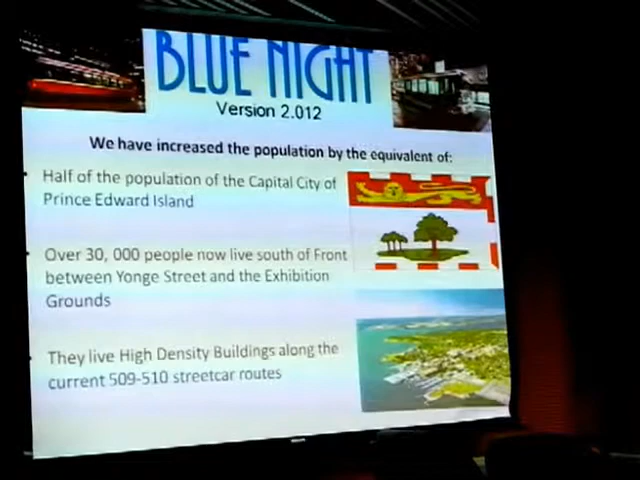 BLUE NIGHT
Version 2.012
We have increased the population by the equivalent of:
Half of the population of the Capital City of
Prince Edward Island
Over 30, 000 people now live south of Front
between Yonge Street and the Exhibition
Grounds
They live High Density Buildings along the
current 509-510 streetcar routes